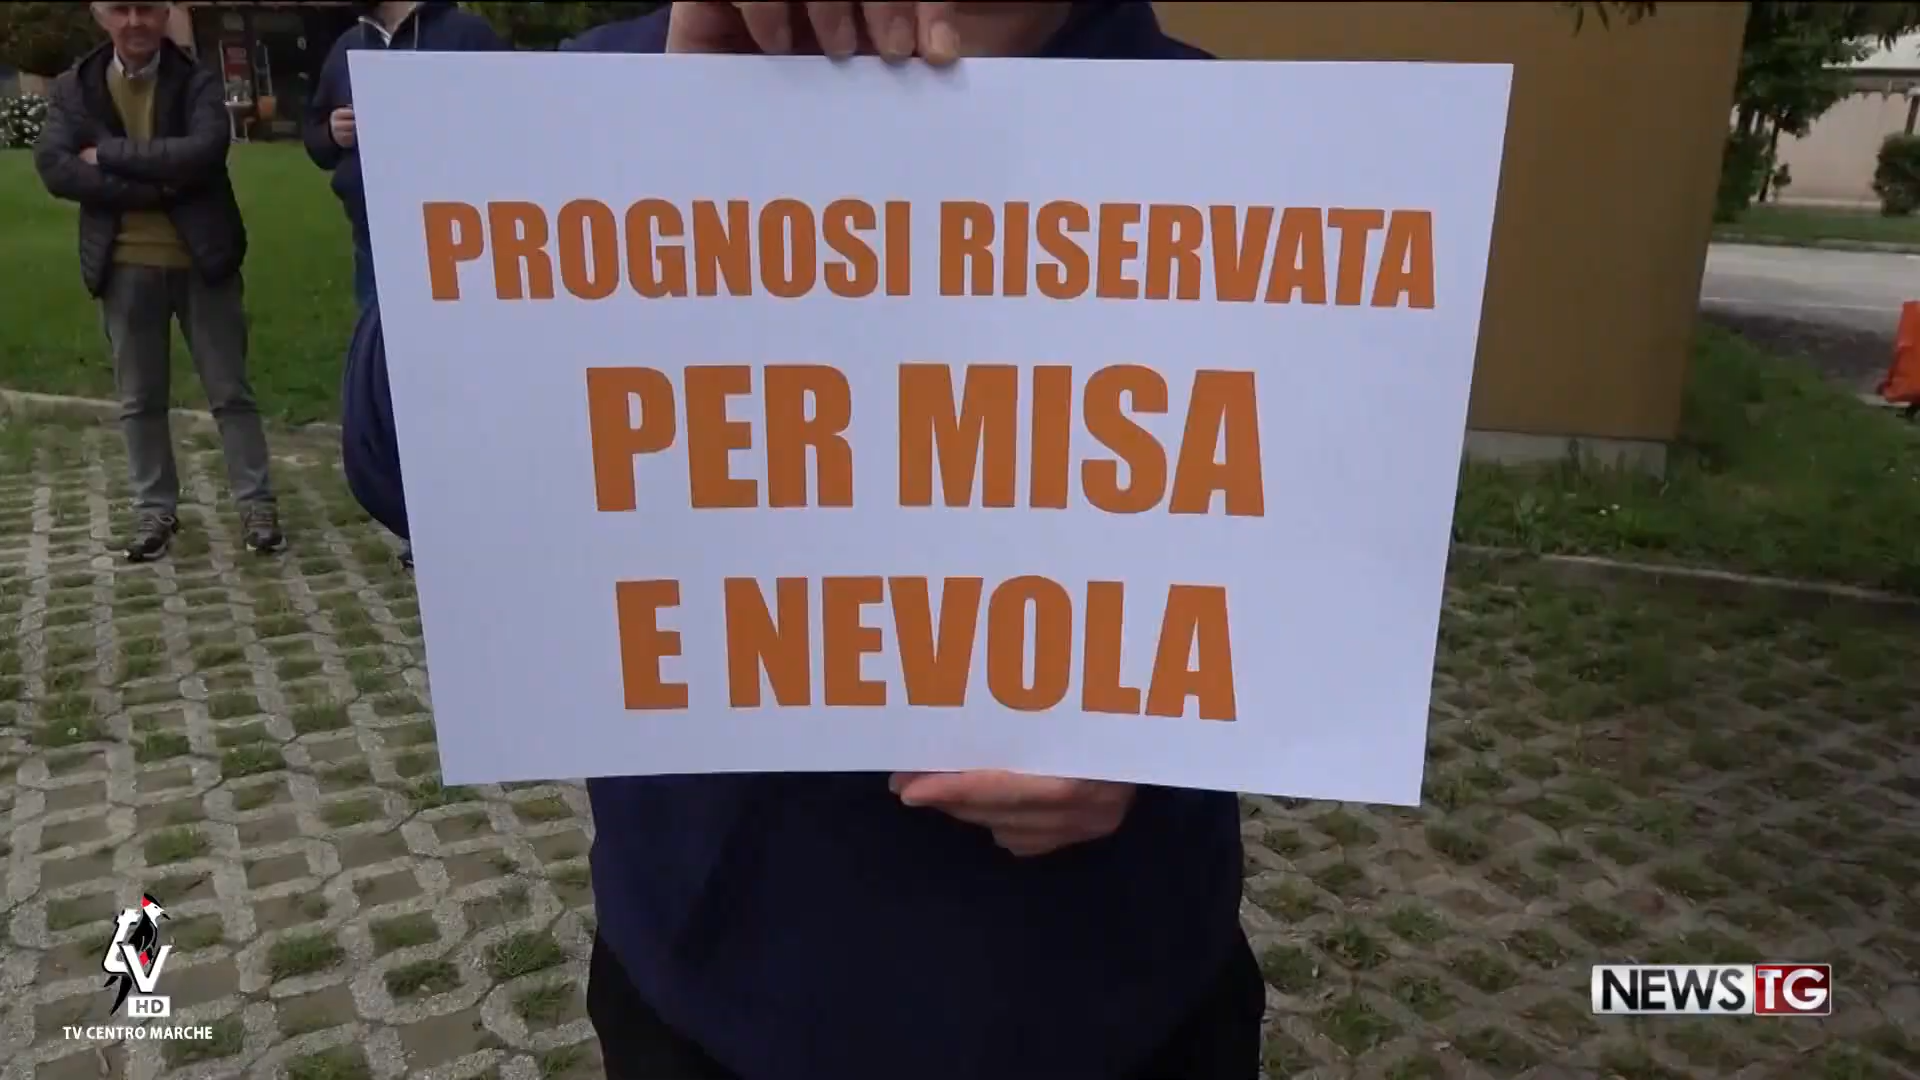 PROGNOSI RISERVATA
PER MISA
E NEVOLA
V
HD
TV CENTRO MARCHE
NEWS TG